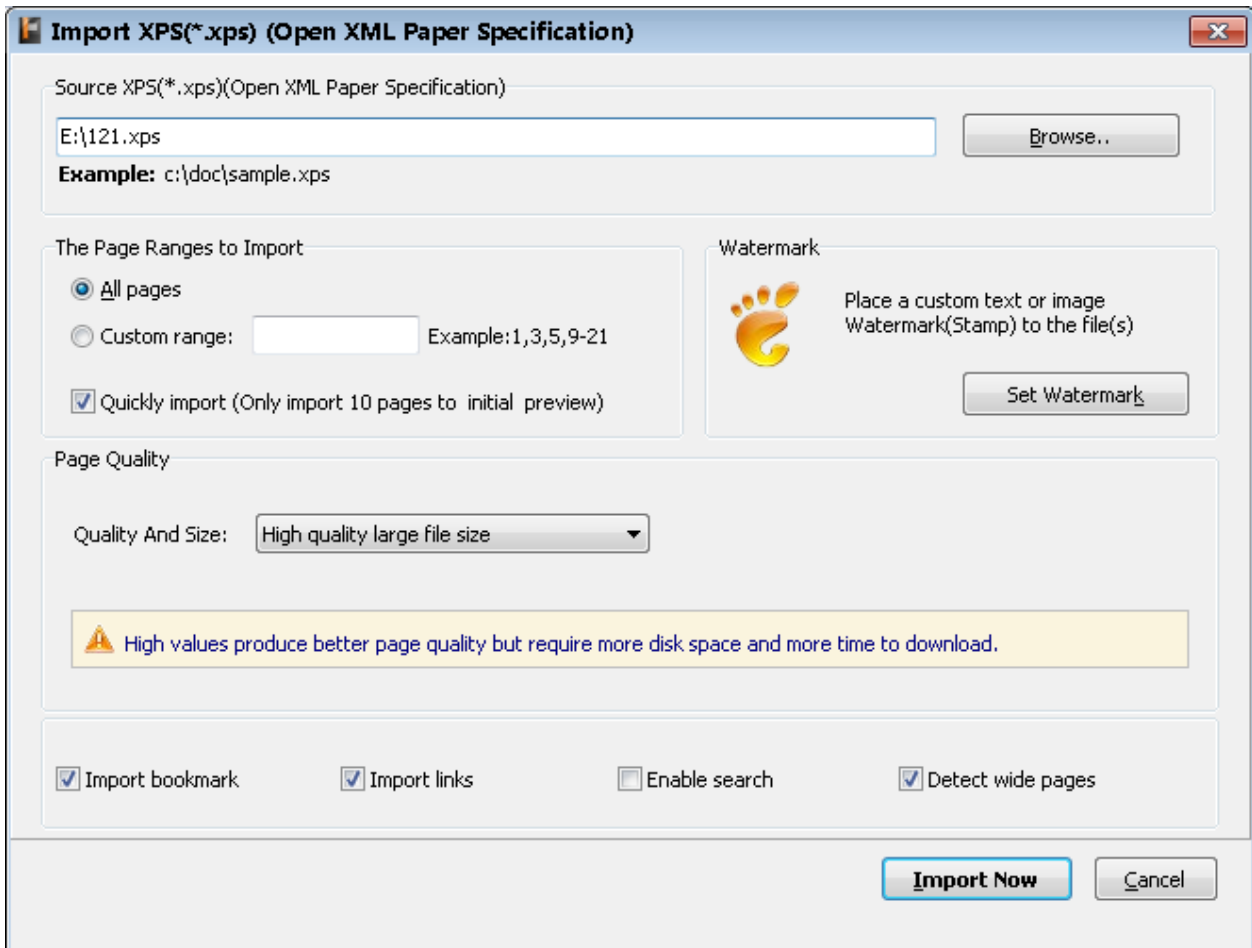 Import XPS(*.xps) (Open XML Paper Specification)
Source XPS(*.xps)(Open XML Paper Specification)
E:\121.xps
Browse..
Example: c:\doc\sample.xps
The Page Ranges to Import
All pages
Custom range:
Example:1,3,5,9-21
Quickly import (Only import 10 pages to  initial  preview)
Watermark
Place a custom text or image
Watermark(Stamp) to the file(s)
Set Watermark
Page Quality
Quality And Size:
High quality large file size
High values produce better page quality but require more disk space and more time to download.
Import bookmark
Import links
Enable search
Detect wide pages
Import Now
Cancel